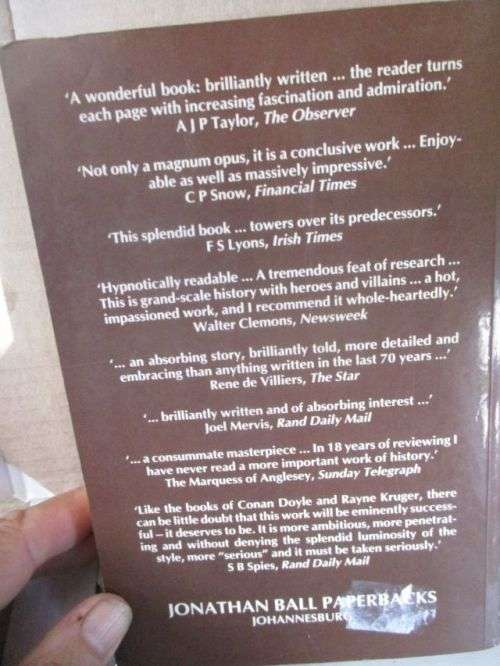 ‘A wonderful book: brilliantly written ... the reader turns
each page with increasing fascination and admiration.’
A J P Taylor, The Observer
‘Not only a magnum opus, it is a conclusive work ... Enjoy-
able as well as massively impressive.’
C P Snow, Financial Times
‘This splendid book ... towers over its predecessors.’
F S Lyons, Irish Times
‘Hypnotically readable ... A tremendous feat of research ...
This is grand-scale history with heroes and villains ... a hot,
impassioned work, and I recommend it whole-heartedly.’
Walter Clemons, Newsweek
‘... an absorbing story, brilliantly told, more detailed and
embracing than anything written in the last 70 years ...’
Rene de Villiers, The Star
‘... brilliantly written and of absorbing interest ...’
Joel Mervis, Rand Daily Mail
‘... a consummate masterpiece ... In 18 years of reviewing I
have never read a more important work of history.’
The Marquess of Anglesey, Sunday Telegraph
‘Like the books of Conan Doyle and Rayne Kruger, there
can be little doubt that this work will be eminently success-
ful – it deserves to be. It is more ambitious, more penetrat-
ing and without denying the splendid luminosity of the
style, more “serious” and it must be taken seriously.’
S B Spies, Rand Daily Mail
JONATHAN BALL PAPERBACKS
JOHANNESBURG